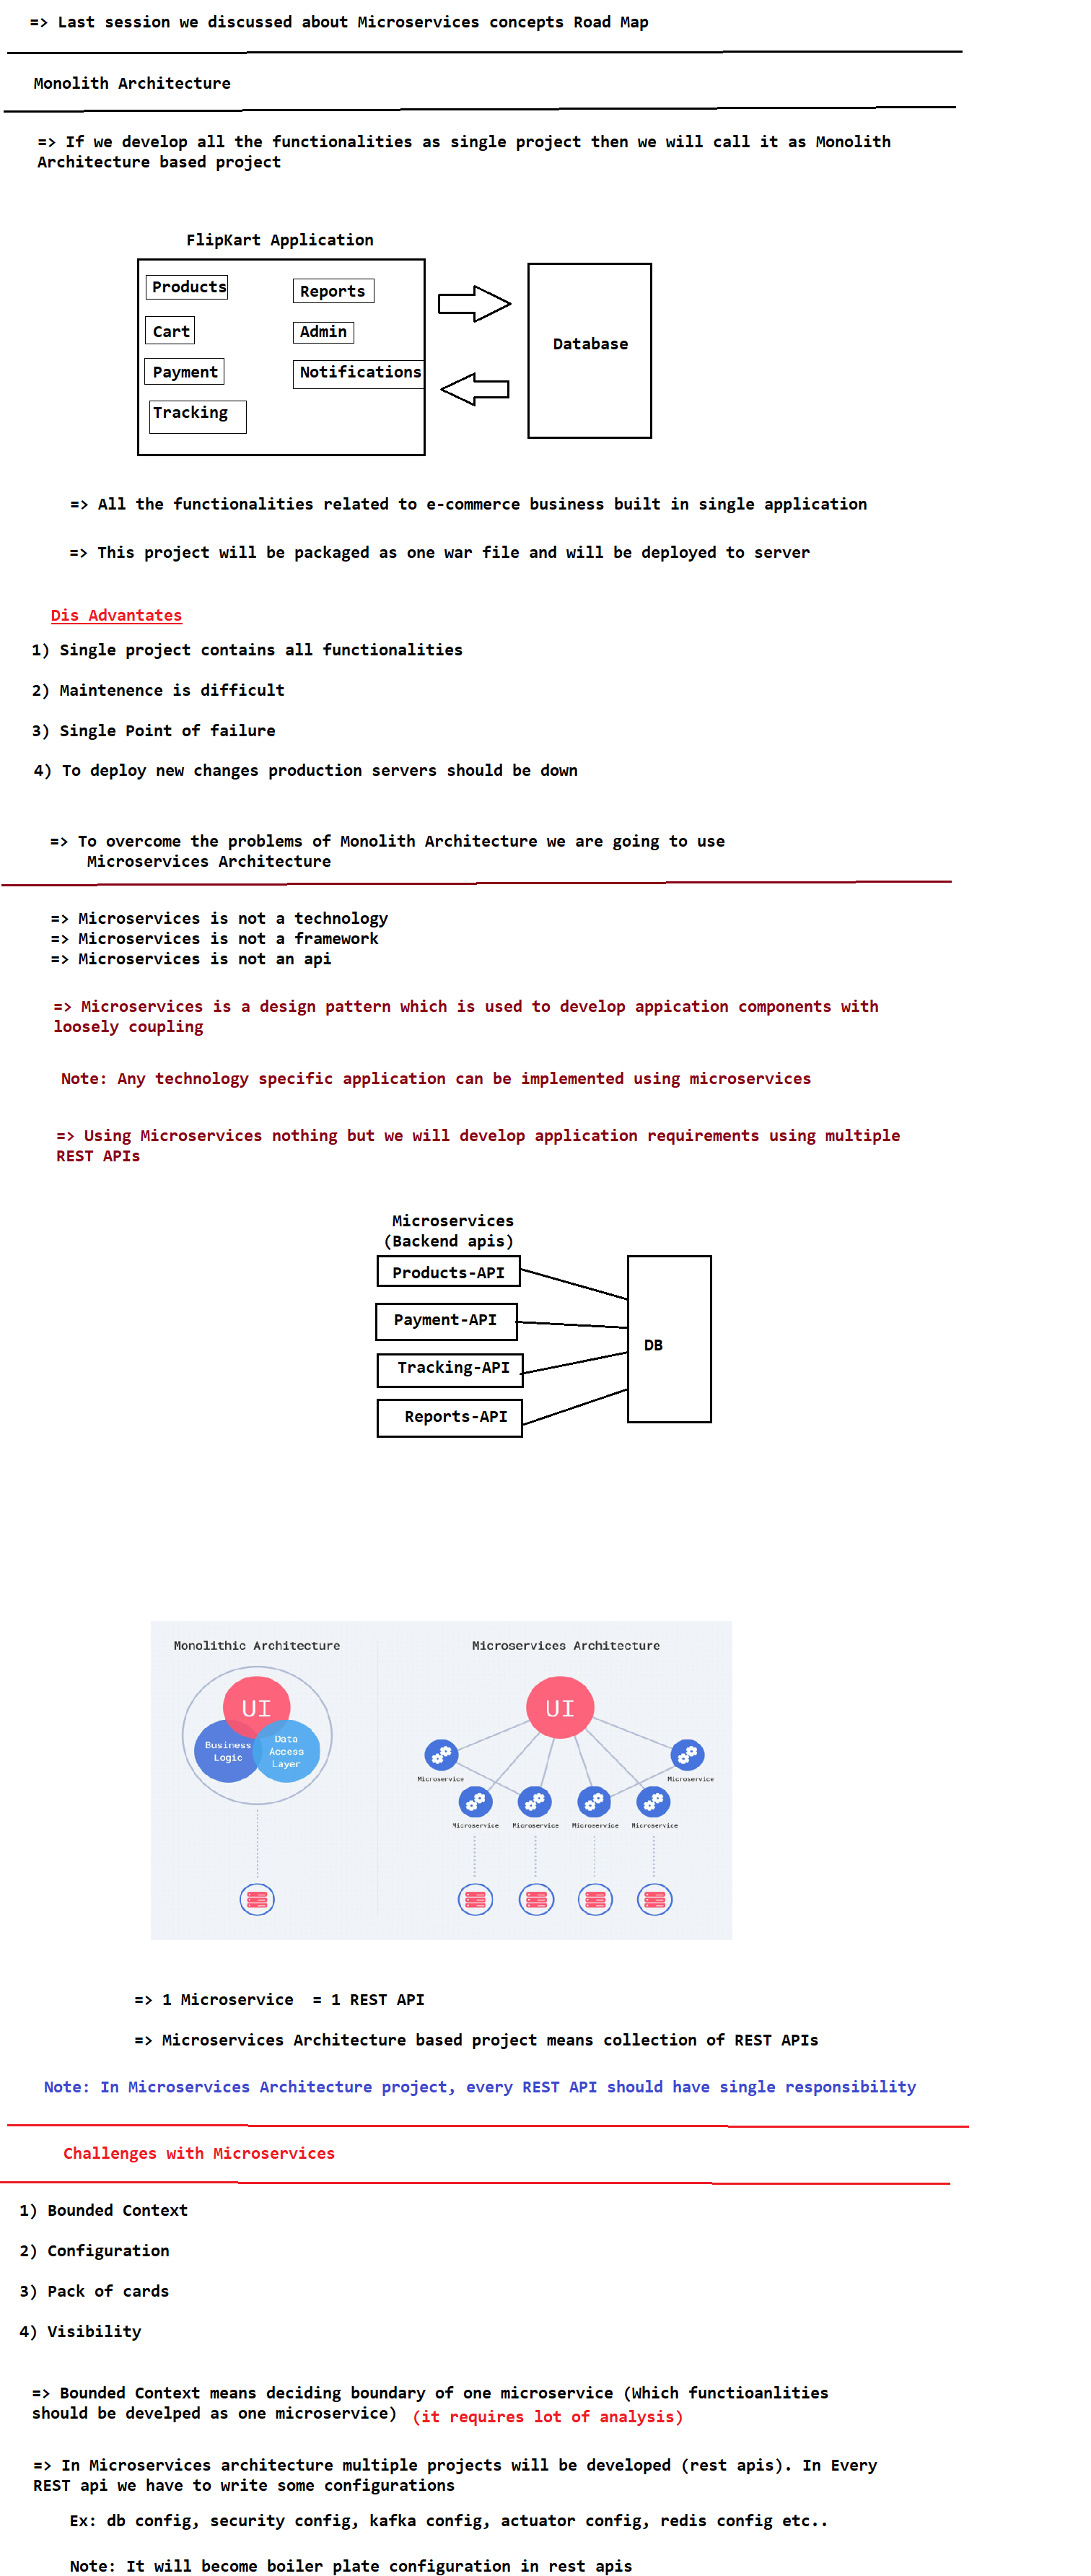 => Last session we discussed about Microservices concepts Road Map
Monolith Architecture
=> If we develop all the functionalities as single project then we will call it as Monolith
Architecture based project
FlipKart Application
Products
Reports
Cart
Admin
Database
Payment
Notifications
Tracking
=> All the functionalities related to e-commerce business built in single application
=> This project will be packaged as one war file and will be deployed to server
Dis Advantates
1) Single project contains all functionalities
2) Maintenence is difficult
3) Single Point of failure
4) To deploy new changes production servers should be down
=> To overcome the problems of Monolith Architecture we are going to use
Microservices Architecture
=> Microservices is not a technology
=> Microservices is not a framework
=> Microservices is not an api
=> Microservices is a design pattern which is used to develop appication components with
loosely coupling
Note: Any technology specific application can be implemented using microservices
=> Using Microservices nothing but we will develop application requirements using multiple
REST APIs
Microservices
(Backend apis)
Products-API
Payment-API
DB
Tracking-API
Reports-API
Monolithic Architecture
Microservices Architecture
UI
Business
Logic
Data
Access
Layer
UI
Microservice
Microservice
Microservice
Microservice
Microservice
Microservice
=> 1 Microservice  = 1 REST API
=> Microservices Architecture based project means collection of REST APIs
Note: In Microservices Architecture project, every REST API should have single responsibility
Challenges with Microservices
1) Bounded Context
2) Configuration
3) Pack of cards
4) Visibility
=> Bounded Context means deciding boundary of one microservice (Which functioanlities
should be develped as one microservice) (it requires lot of analysis)
=> In Microservices architecture multiple projects will be developed (rest apis). In Every
REST api we have to write some configurations
Ex: db config, security config, kafka config, actuator config, redis config etc..
Note: It will become boiler plate configuration in rest apis